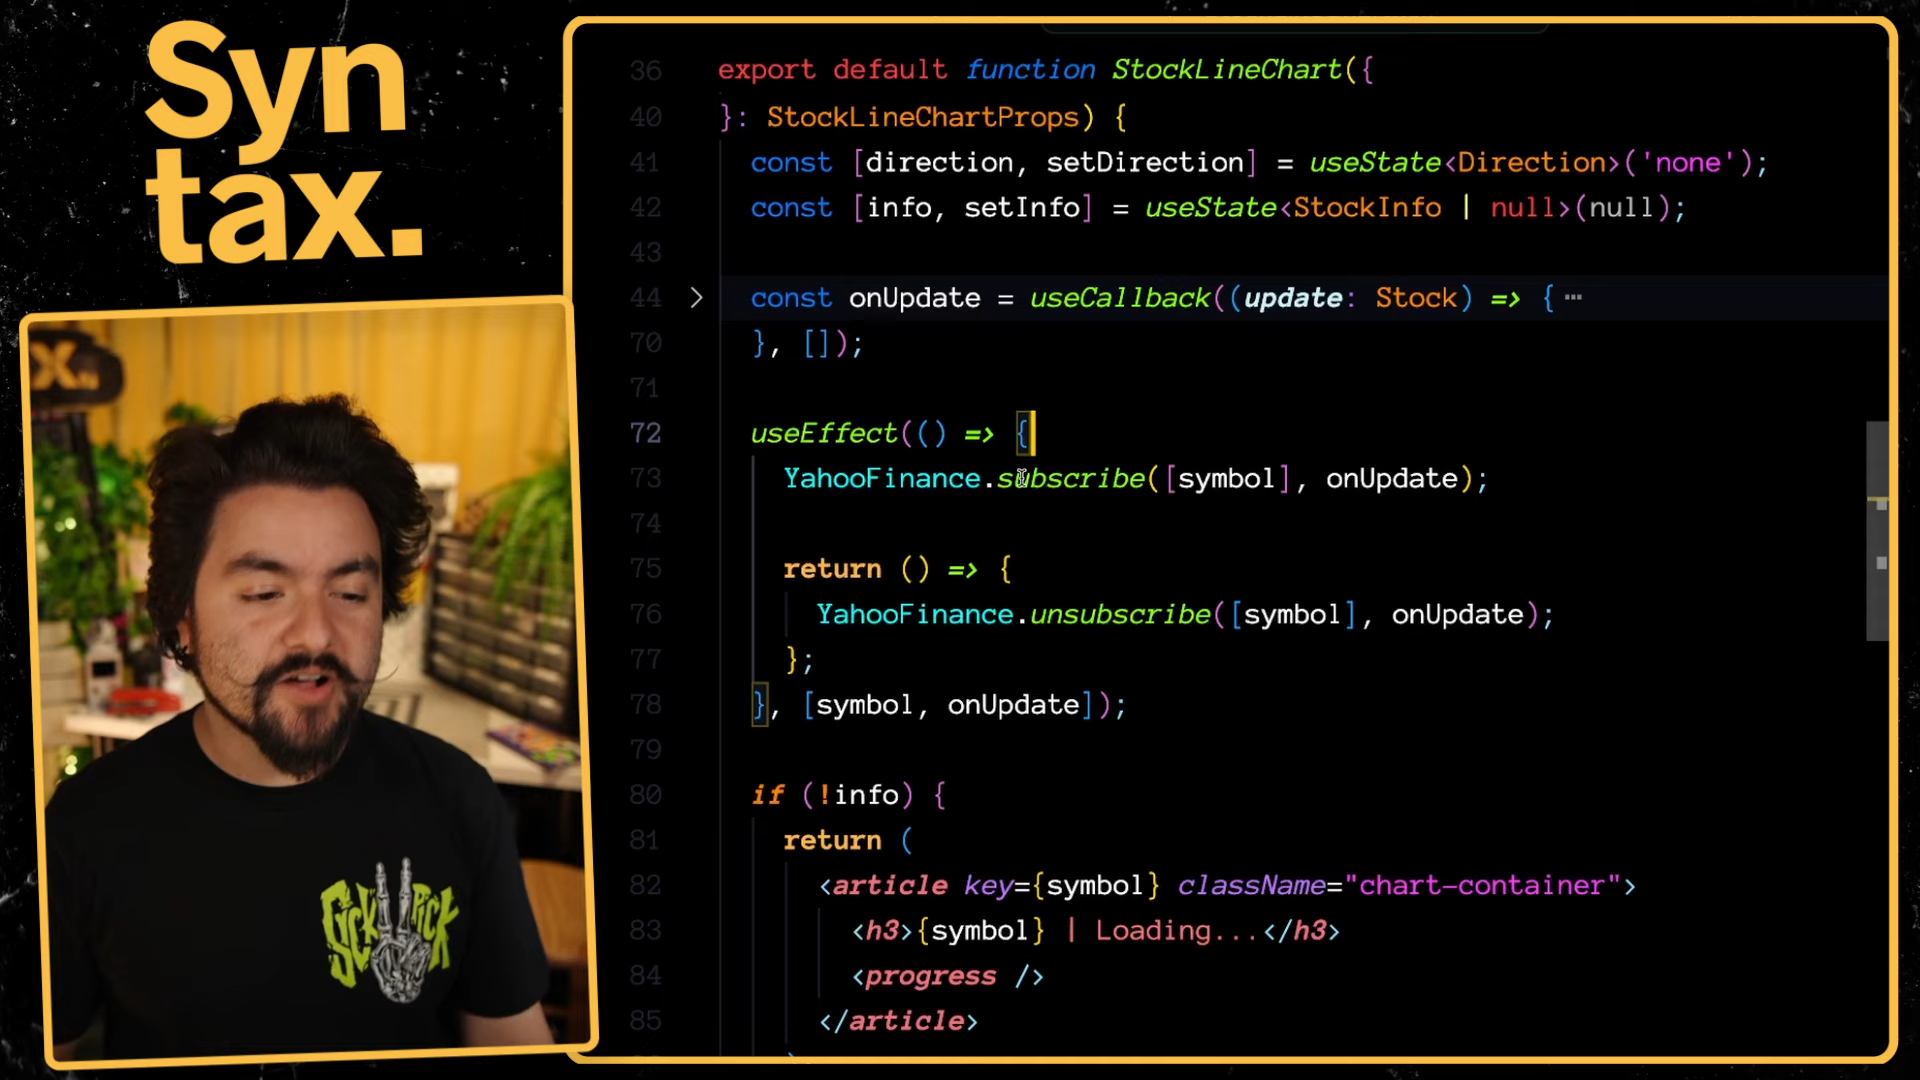 Syn
tax.
x.
SICK PICK
36 export default function StockLineChart({
40 }: StockLineChartProps) {
41 const [direction, setDirection] = useState<Direction>('none');
42 const [info, setInfo] = useState<StockInfo | null>(null);
43
44 const onUpdate = useCallback((update: Stock) => { ⋯
70 }, []);
71
72 useEffect(() => {
73 YahooFinance.subscribe([symbol], onUpdate);
74
75 return () => {
76 YahooFinance.unsubscribe([symbol], onUpdate);
77 };
78 }, [symbol, onUpdate]);
79
80 if (!info) {
81 return (
82 <article key={symbol} className="chart-container">
83 <h3>{symbol} | Loading...</h3>
84 <progress />
85 </article>